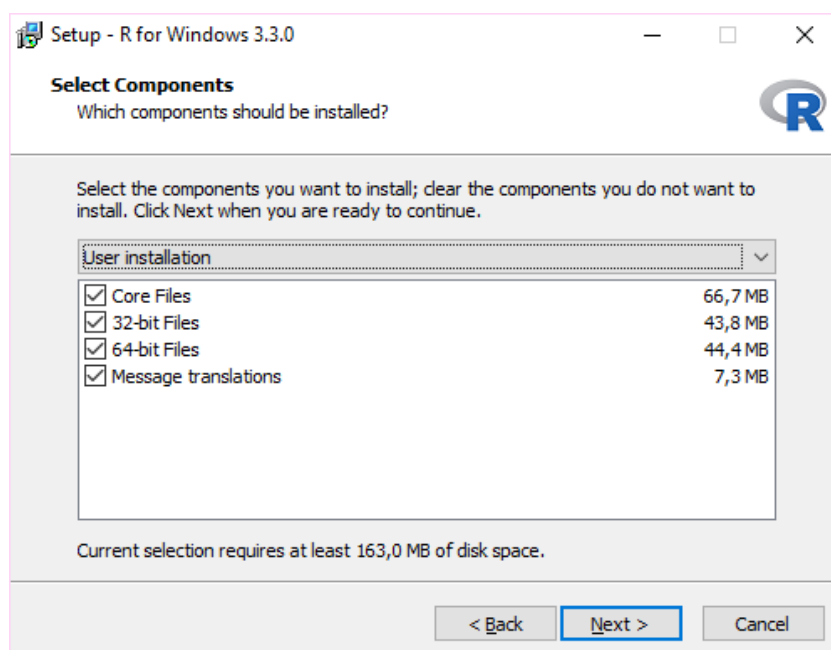 Setup - R for Windows 3.3.0
Select Components
Which components should be installed?
R
Select the components you want to install; clear the components you do not want to
install. Click Next when you are ready to continue.
User installation
Core Files 66,7 MB
32-bit Files 43,8 MB
64-bit Files 44,4 MB
Message translations 7,3 MB
Current selection requires at least 163,0 MB of disk space.
< Back Next > Cancel